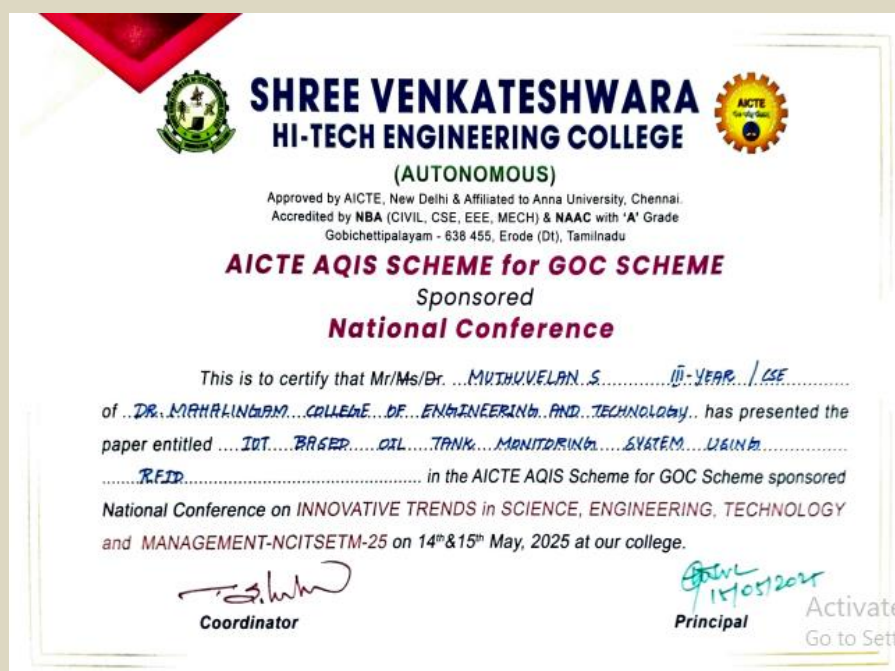 SHREE VENKATESHWARA
HI-TECH ENGINEERING COLLEGE
AICTE
(AUTONOMOUS)
Approved by AICTE, New Delhi & Affiliated to Anna University, Chennai.
Accredited by NBA (CIVIL, CSE, EEE, MECH) & NAAC with ‘A’ Grade
Gobichettipalayam - 638 455, Erode (Dt), Tamilnadu
AICTE AQIS SCHEME for GOC SCHEME
Sponsored
National Conference
This is to certify that Mr/Ms/Dr. ...MUTHUVELAN S............III-YEAR / CSE..........
of ..DR. MAHALINGAM COLLEGE OF ENGINEERING AND TECHNOLOGY.. has presented the
paper entitled ....IOT BASED OIL TANK MONITORING SYSTEM USING................
........RFID.................................................. in the AICTE AQIS Scheme for GOC Scheme sponsored
National Conference on INNOVATIVE TRENDS in SCIENCE, ENGINEERING, TECHNOLOGY
and MANAGEMENT-NCITSETM-25 on 14th&15th May, 2025 at our college.
15/05/2025
Coordinator
Principal
Activate
Go to Sett